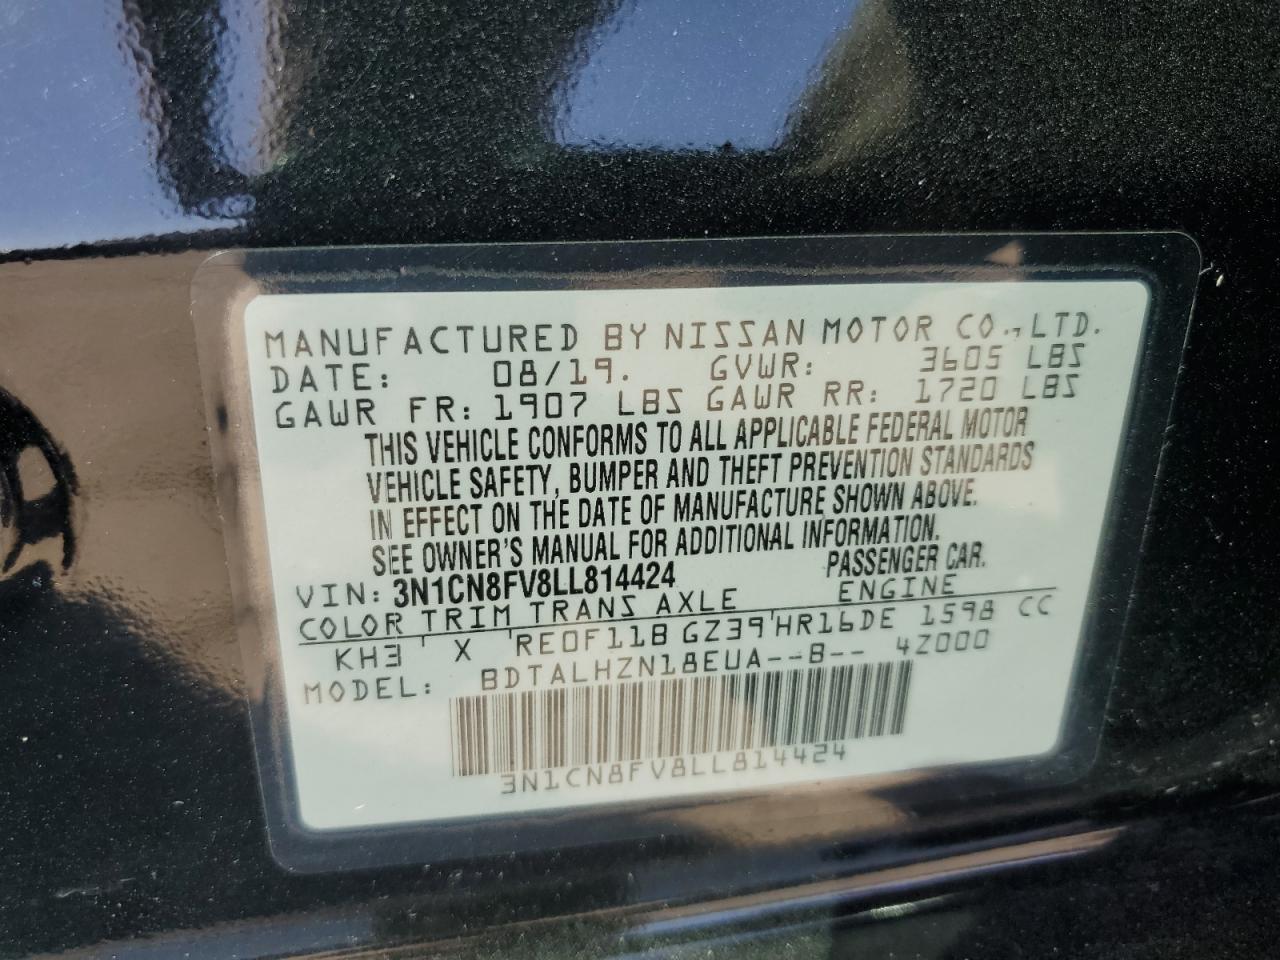 MANUFACTURED BY NISSAN MOTOR CO.,LTD.
DATE: 08/19. GVWR: 3605 LBS
GAWR FR: 1907 LBS GAWR RR: 1720 LBS
THIS VEHICLE CONFORMS TO ALL APPLICABLE FEDERAL MOTOR
VEHICLE SAFETY, BUMPER AND THEFT PREVENTION STANDARDS
IN EFFECT ON THE DATE OF MANUFACTURE SHOWN ABOVE.
SEE OWNER'S MANUAL FOR ADDITIONAL INFORMATION.
VIN: 3N1CN8FV8LL814424 PASSENGER CAR.
COLOR TRIM TRANS AXLE ENGINE
KH3 X RE0F11B GZ39 HR16DE 1598 CC
MODEL: BDTALHZN18EUA--B-- 4Z000
3N1CN8FV8LL814424